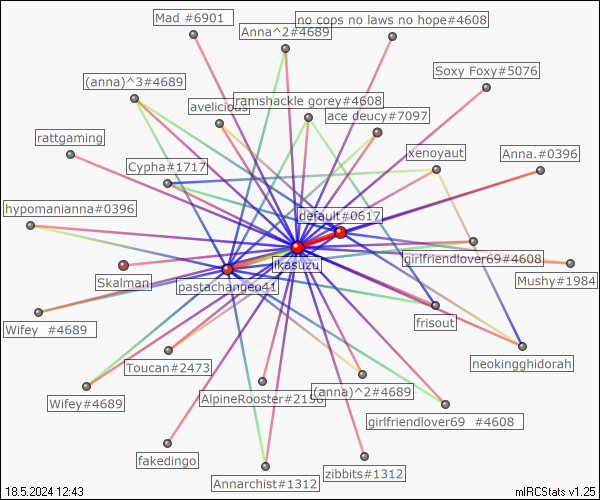 Mad #6901
no cops no laws no hope#4608
Anna^2#4689
Soxy Foxy#5076
(anna)^3#4689
ramshackle gorey#4608
avelicious
ace deucy#7097
rattgaming
xenoyaut
Anna.#0396
Cypha#1717
hypomanianna#0396
default#0617
girlfriendlover69#4608
ikasuzu
Skalman
pastachangeo41
Mushy#1984
Wifey #4689
frisout
Toucan#2473
neokingghidorah
AlpineRooster#2156
(anna)^2#4689
Wifey#4689
girlfriendlover69 #4608
fakedingo
Annarchist#1312
zibbits#1312
18.5.2024 12:43
mIRCStats v1.25